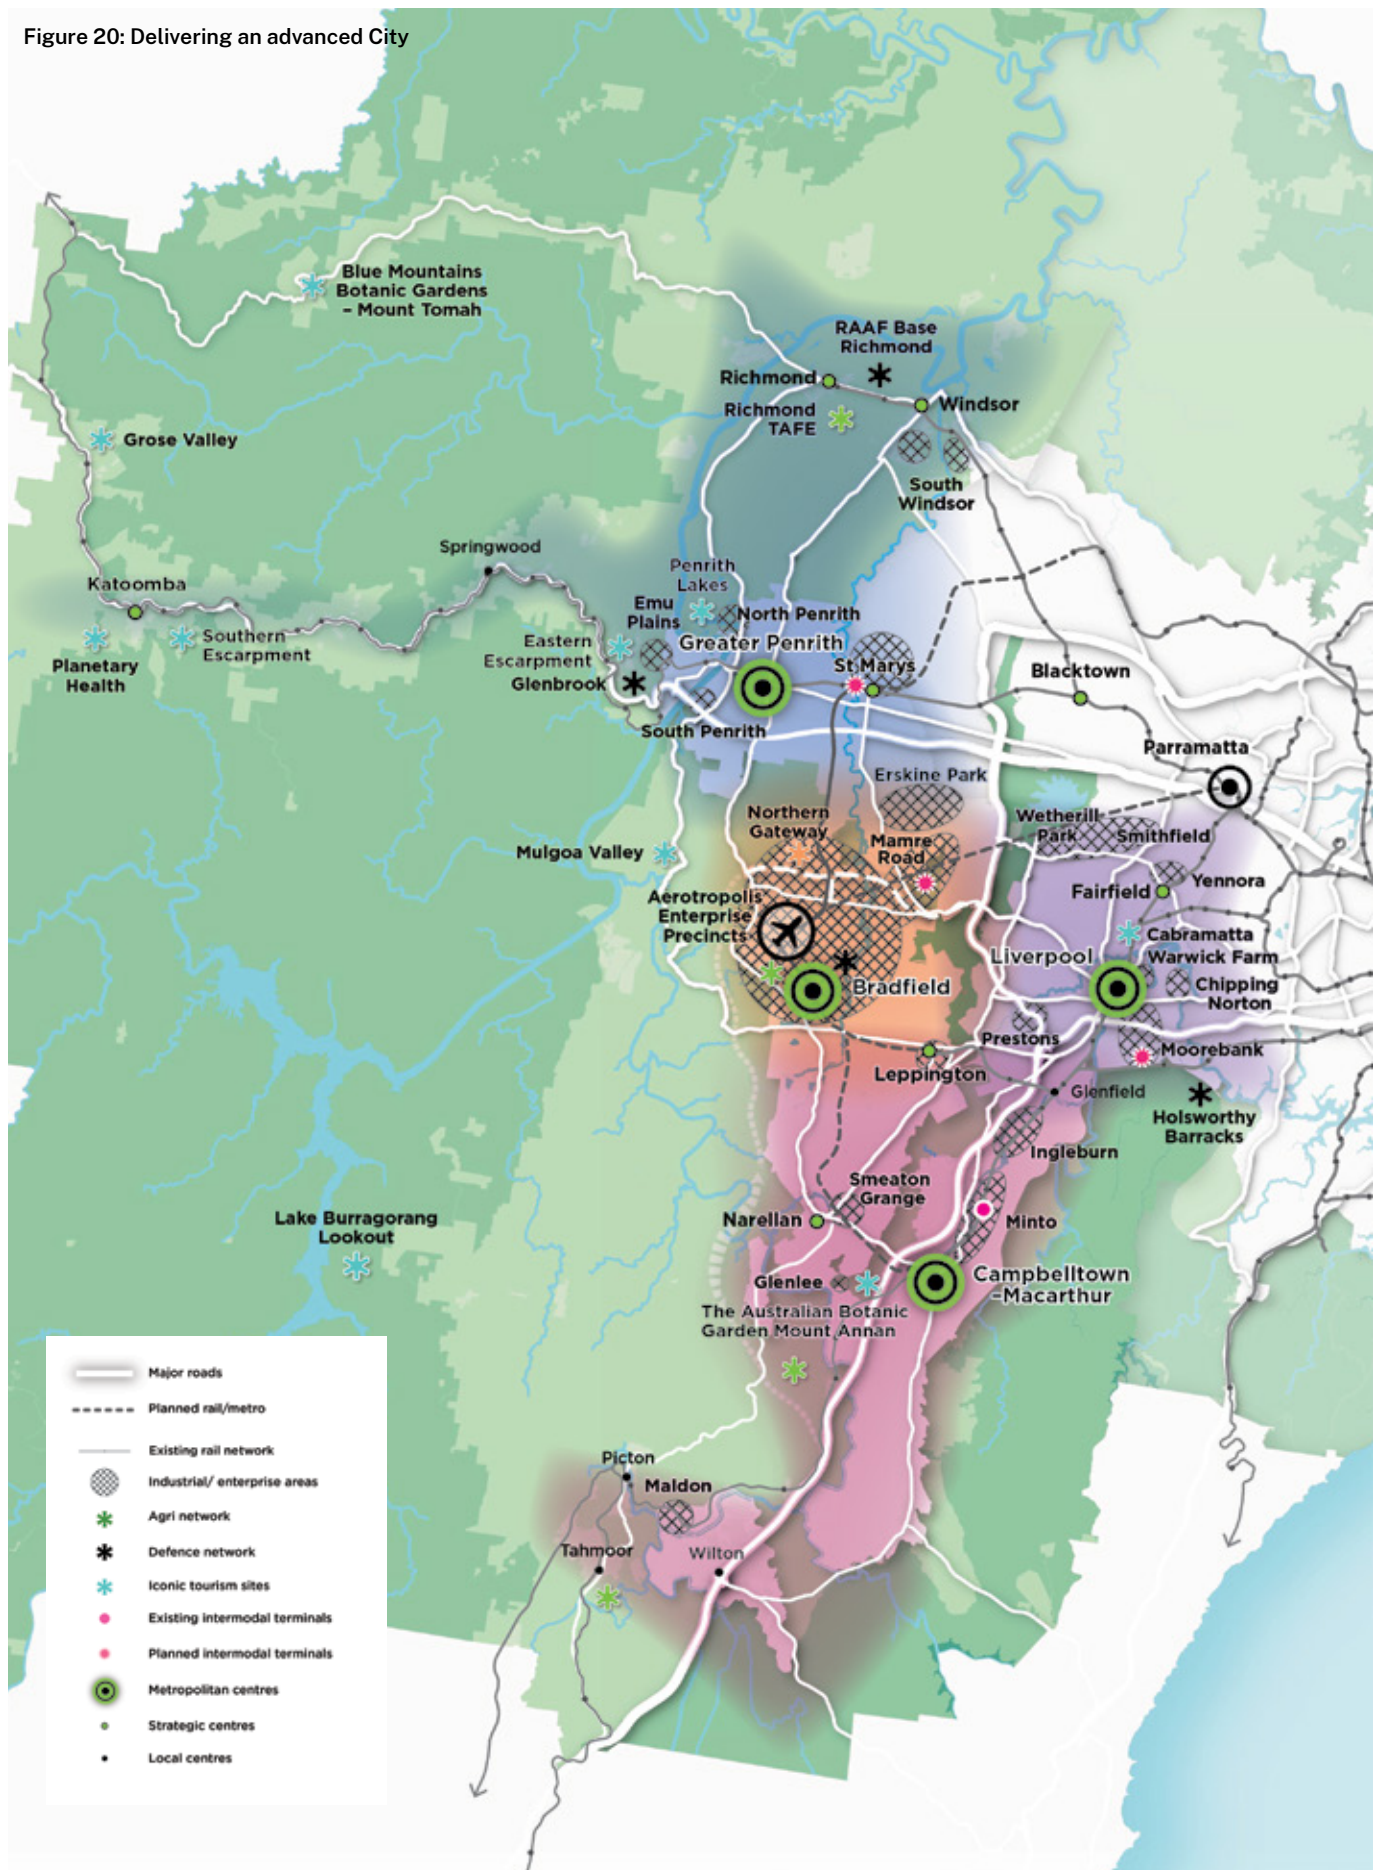 Figure 20: Delivering an advanced City
Blue Mountains
Botanic Gardens
– Mount Tomah
RAAF Base
Richmond
Richmond
Windsor
Richmond
TAFE
Grose Valley
South
Windsor
Springwood
Katoomba
Penrith
Lakes
Emu
Plains
North Penrith
Southern
Escarpment
Eastern
Escarpment
Greater Penrith
St Marys
Planetary
Health
Glenbrook
Blacktown
South Penrith
Parramatta
Erskine Park
Northern
Gateway
Wetherill
Park
Smithfield
Mamre
Road
Mulgoa Valley
Yennora
Fairfield
Aerotropolis
Enterprise
Precincts
Cabramatta
Liverpool
Warwick Farm
Bradfield
Chipping
Norton
Prestons
Moorebank
Leppington
Glenfield
Holsworthy
Barracks
Ingleburn
Smeaton
Grange
Narellan
Minto
Lake Burragorang
Lookout
Glenlee
Campbelltown
–Macarthur
The Australian Botanic
Garden Mount Annan
Picton
Maldon
Tahmoor
Wilton
Major roads
Planned rail/metro
Existing rail network
Industrial/ enterprise areas
Agri network
Defence network
Iconic tourism sites
Existing intermodal terminals
Planned intermodal terminals
Metropolitan centres
Strategic centres
Local centres